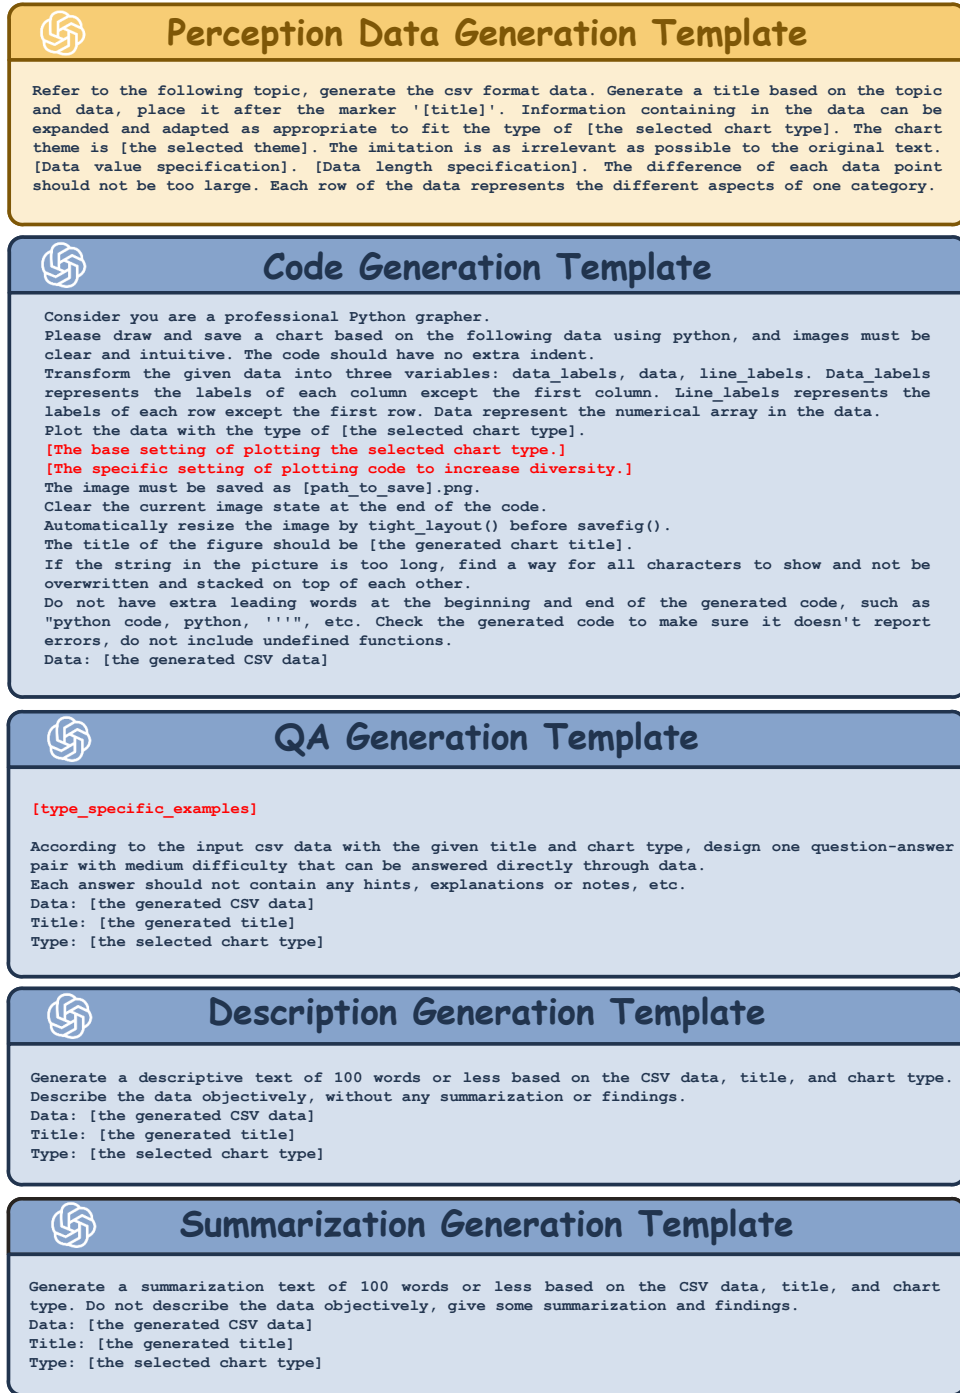 Perception Data Generation Template
Refer to the following topic, generate the csv format data. Generate a title based on the topic
and data, place it after the marker '[title]'. Information containing in the data can be
expanded and adapted as appropriate to fit the type of [the selected chart type]. The chart
theme is [the selected theme]. The imitation is as irrelevant as possible to the original text.
[Data value specification]. [Data length specification]. The difference of each data point
should not be too large. Each row of the data represents the different aspects of one category.
Code Generation Template
Consider you are a professional Python grapher.
Please draw and save a chart based on the following data using python, and images must be
clear and intuitive. The code should have no extra indent.
Transform the given data into three variables: data_labels, data, line_labels. Data_labels
represents the labels of each column except the first column. Line_labels represents the
labels of each row except the first row. Data represent the numerical array in the data.
Plot the data with the type of [the selected chart type].
[The base setting of plotting the selected chart type.]
[The specific setting of plotting code to increase diversity.]
The image must be saved as [path_to_save].png.
Clear the current image state at the end of the code.
Automatically resize the image by tight_layout() before savefig().
The title of the figure should be [the generated chart title].
If the string in the picture is too long, find a way for all characters to show and not be
overwritten and stacked on top of each other.
Do not have extra leading words at the beginning and end of the generated code, such as
"python code, python, '''", etc. Check the generated code to make sure it doesn't report
errors, do not include undefined functions.
Data: [the generated CSV data]
QA Generation Template
[type_specific_examples]
According to the input csv data with the given title and chart type, design one question-answer
pair with medium difficulty that can be answered directly through data.
Each answer should not contain any hints, explanations or notes, etc.
Data: [the generated CSV data]
Title: [the generated title]
Type: [the selected chart type]
Description Generation Template
Generate a descriptive text of 100 words or less based on the CSV data, title, and chart type.
Describe the data objectively, without any summarization or findings.
Data: [the generated CSV data]
Title: [the generated title]
Type: [the selected chart type]
Summarization Generation Template
Generate a summarization text of 100 words or less based on the CSV data, title, and chart
type. Do not describe the data objectively, give some summarization and findings.
Data: [the generated CSV data]
Title: [the generated title]
Type: [the selected chart type]